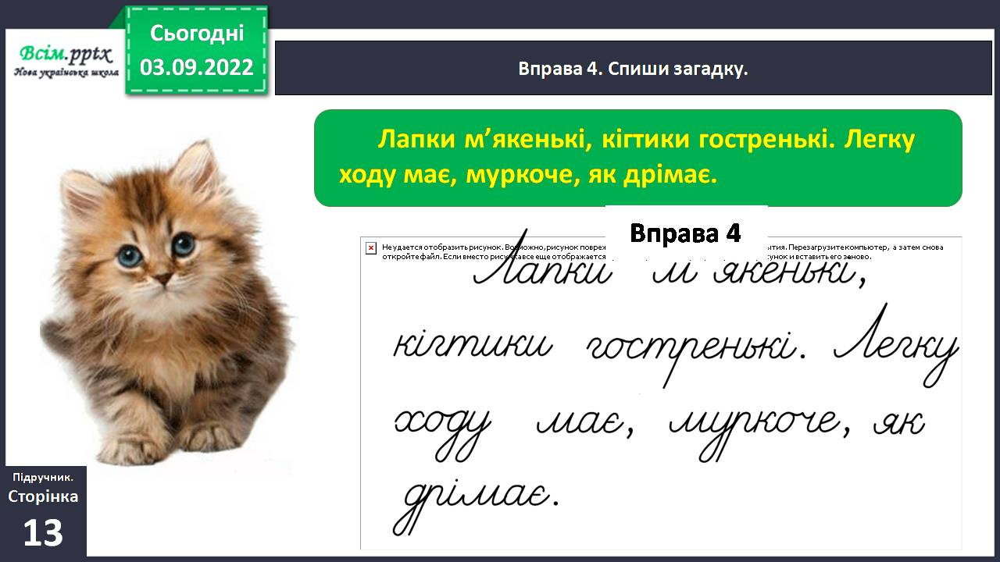 Всім.pptx
Нова українська школа
Сьогодні
03.09.2022
Вправа 4. Спиши загадку.
Лапки м’якенькі, кігтики гостренькі. Легку
ходу має, муркоче, як дрімає.
Вправа 4
Не удается отобразить рисунок. Возможно, рисунок повреж
ытия. Перезагрузите компьютер, а затем снова
откройте файл. Если вместо рисунка все еще отображается
сунок и вставить его заново.
Лапки м якенькі,
кігтики гостренькі. Легку
ходу має, муркоче, як
дрімає.
Підручник.
Сторінка
13